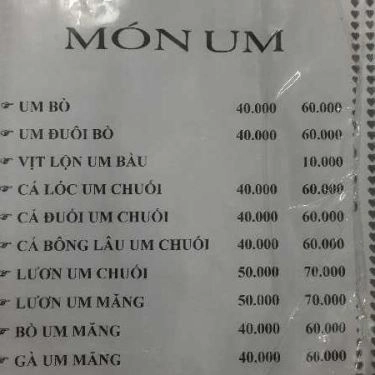 MÓN UM
UM BÒ 40.000 60.000
UM ĐUÔI BÒ 40.000 60.000
VỊT LỘN UM BẦU 10.000
CÁ LÓC UM CHUỐI 40.000 60.000
CÁ ĐUỐI UM CHUỐI 40.000 60.000
CÁ BÔNG LÂU UM CHUỐI 40.000 60.000
LƯƠN UM CHUỐI 50.000 70.000
LƯƠN UM MĂNG 50.000 70.000
BÒ UM MĂNG 40.000 60.000
GÀ UM MĂNG 40.000 60.000